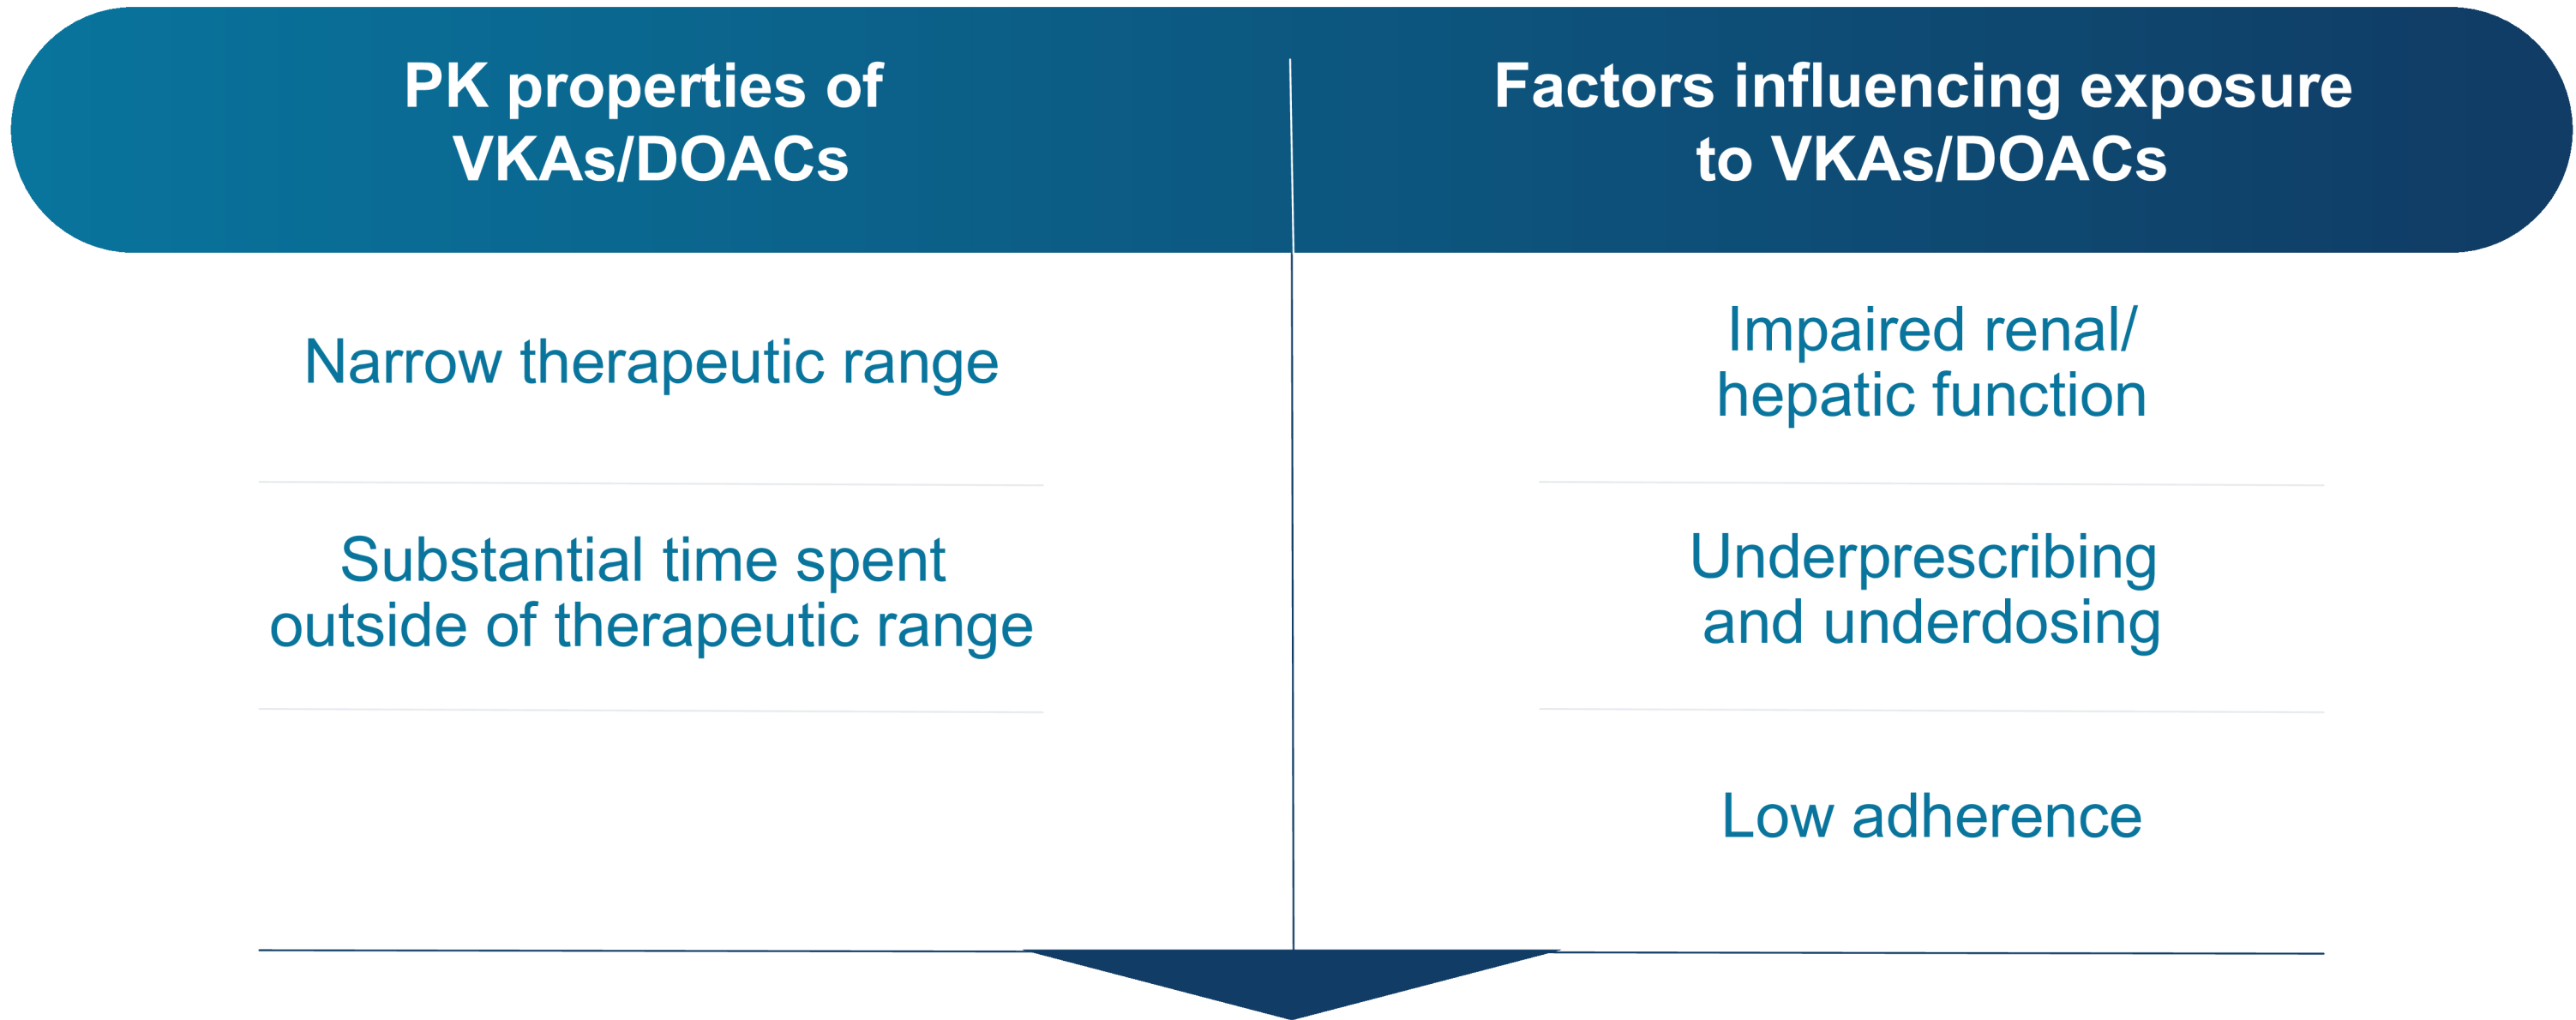 PK properties of
VKAs/DOACs
Narrow therapeutic range
Substantial time spent
outside of therapeutic range
Factors influencing exposure
to VKAs/DOACs
Impaired renal/
hepatic function
Underprescribing
and underdosing
Low adherence